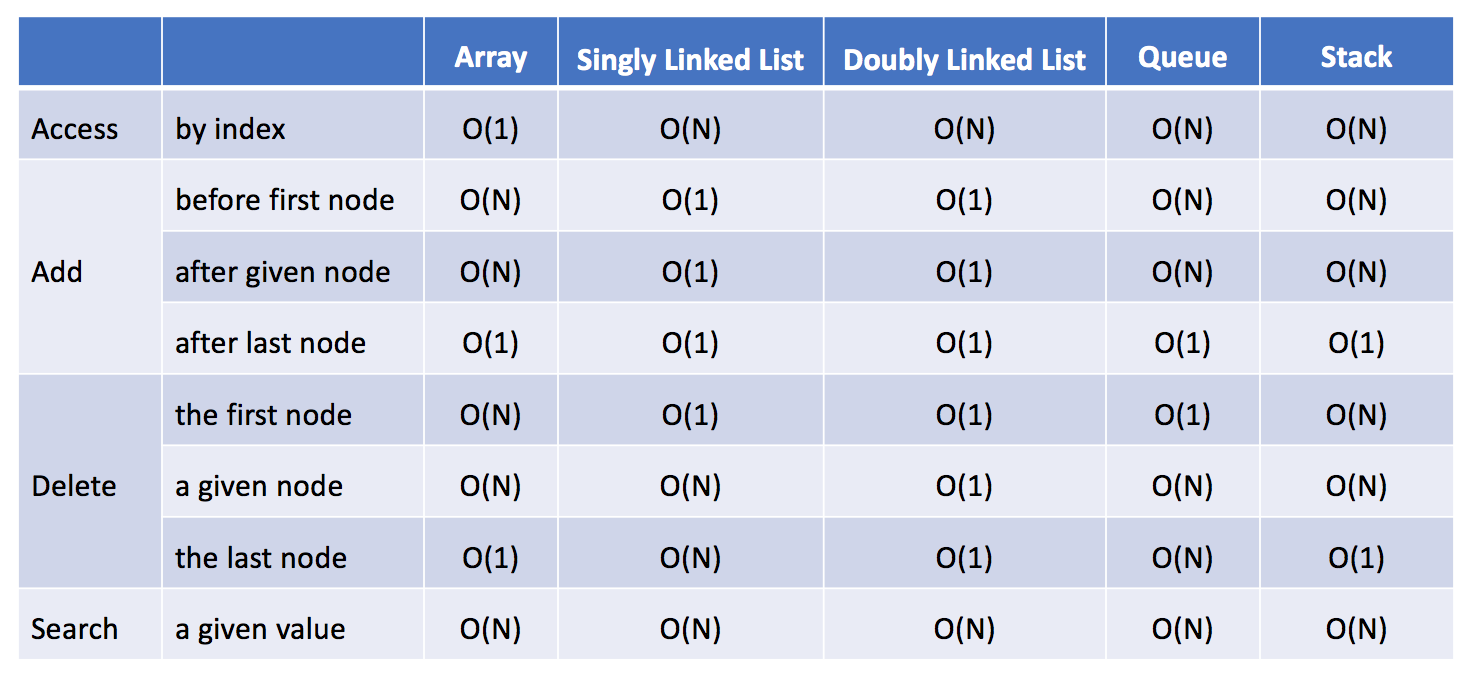 Array Singly Linked List Doubly Linked List Queue Stack
Access by index O(1) O(N) O(N) O(N) O(N)
before first node O(N) O(1) O(1) O(N) O(N)
Add after given node O(N) O(1) O(1) O(N) O(N)
after last node O(1) O(1) O(1) O(1) O(1)
the first node O(N) O(1) O(1) O(1) O(N)
Delete a given node O(N) O(N) O(1) O(N) O(N)
the last node O(1) O(N) O(1) O(N) O(1)
Search a given value O(N) O(N) O(N) O(N) O(N)